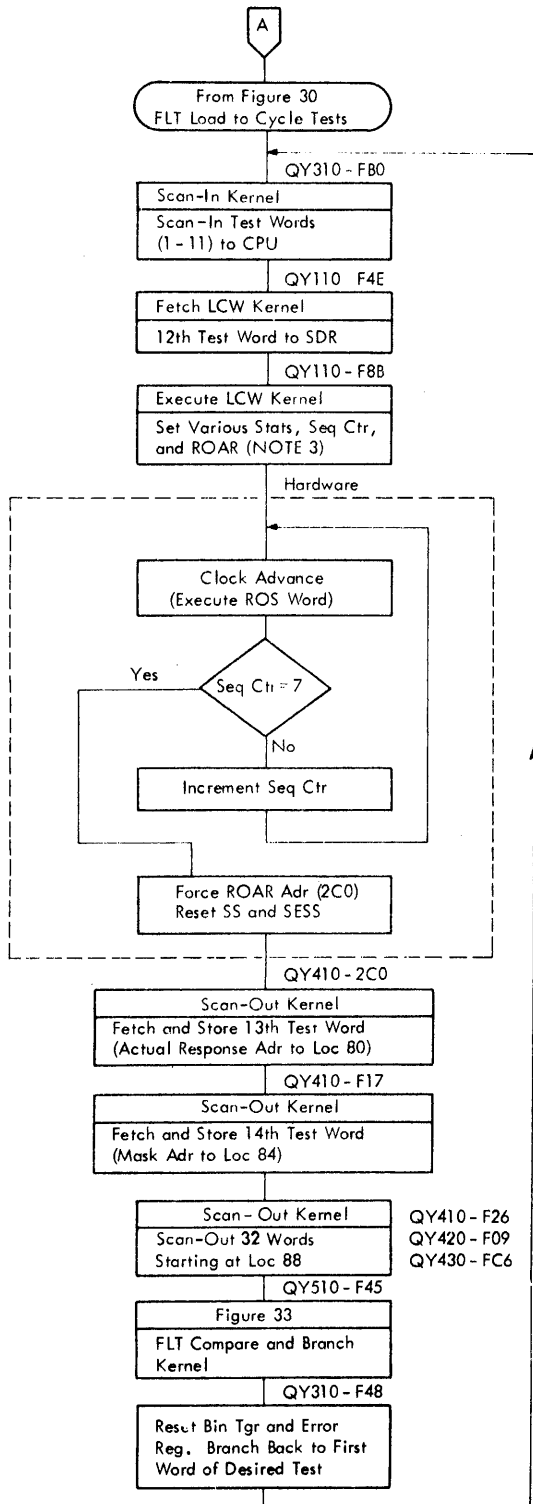 A
From Figure 30
FLT Load to Cycle Tests
QY310 - FB0
Scan-In Kernel
Scan-In Test Words
(1 - 11) to CPU
QY110 F4E
Fetch LCW Kernel
12th Test Word to SDR
QY110 - F8B
Execute LCW Kernel
Set Various Stats, Seq Ctr,
and ROAR (NOTE 3)
Hardware
Clock Advance
(Execute ROS Word)
Yes
Seq Ctr = 7
No
Increment Seq Ctr
Force ROAR Adr (2C0)
Reset SS and SESS
QY410 - 2C0
Scan-Out Kernel
Fetch and Store 13th Test Word
(Actual Response Adr to Loc 80)
QY410 - F17
Scan-Out Kernel
Fetch and Store 14th Test Word
(Mask Adr to Loc 84)
Scan-Out Kernel
Scan-Out 32 Words
Starting at Loc 88
QY410 - F26
QY420 - F09
QY430 - FC6
QY510 - F45
Figure 33
FLT Compare and Branch
Kernel
QY310 - F48
Reset Bin Tgr and Error
Reg. Branch Back to First
Word of Desired Test